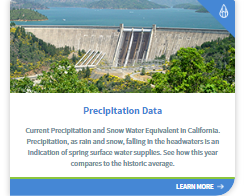 Precipitation Data
Current Precipitation and Snow Water Equivalent in California.
Precipitation, as rain and snow, falling in the headwaters is an
indication of spring surface water supplies. See how this year
compares to the historic average.
LEARN MORE →